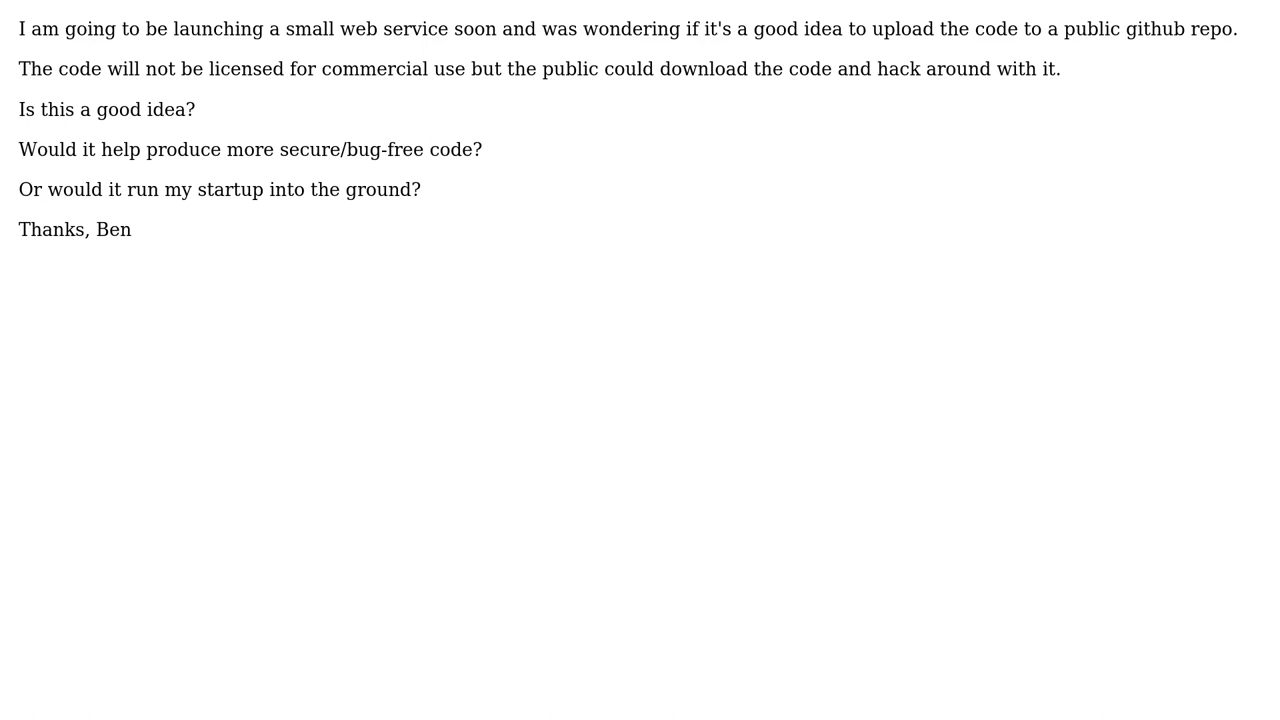 I am going to be launching a small web service soon and was wondering if it's a good idea to upload the code to a public github repo.
The code will not be licensed for commercial use but the public could download the code and hack around with it.
Is this a good idea?
Would it help produce more secure/bug-free code?
Or would it run my startup into the ground?
Thanks, Ben